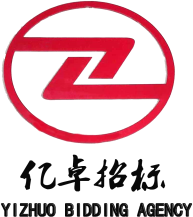 亿卓招标
YIZHUO BIDDING AGENCY